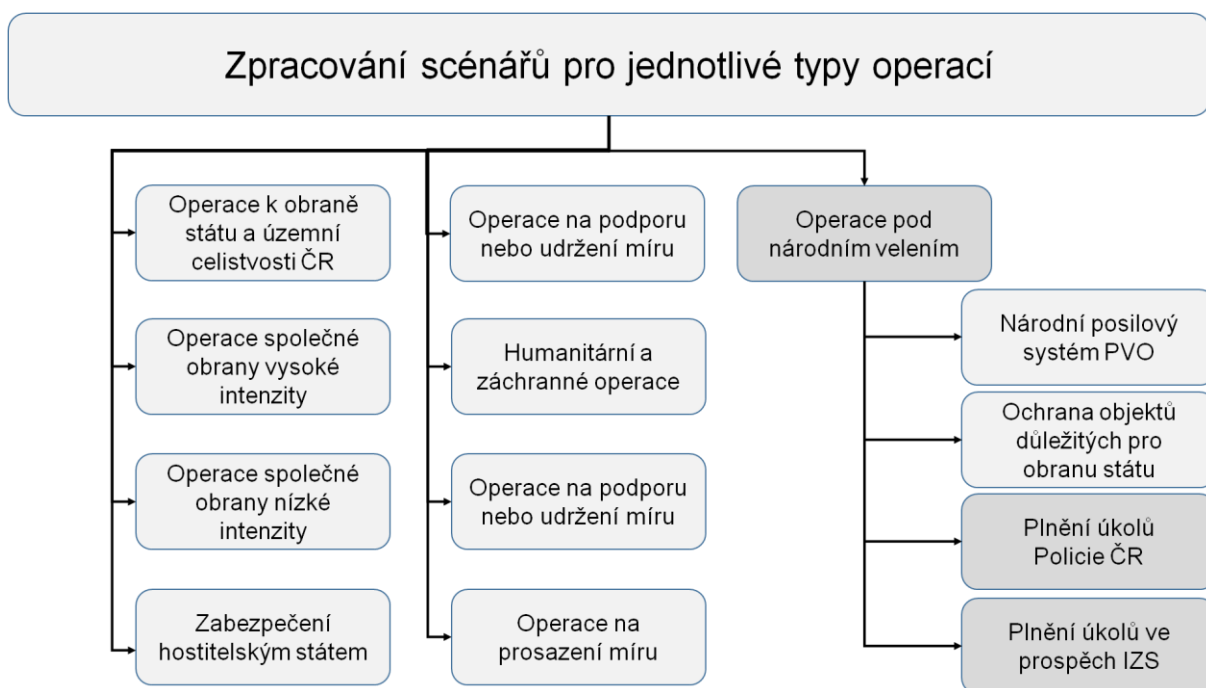 Zpracování scénářů pro jednotlivé typy operací
Operace k obraně
státu a územní
celistvosti ČR
Operace společné
obrany vysoké
intenzity
Operace společné
obrany nízké
intenzity
Zabezpečení
hostitelským státem
Operace na podporu
nebo udržení míru
Humanitární a
záchranné operace
Operace na podporu
nebo udržení míru
Operace na
prosazení míru
Operace pod
národním velením
Národní posilový
systém PVO
Ochrana objektů
důležitých pro
obranu státu
Plnění úkolů
Policie ČR
Plnění úkolů ve
prospěch IZS